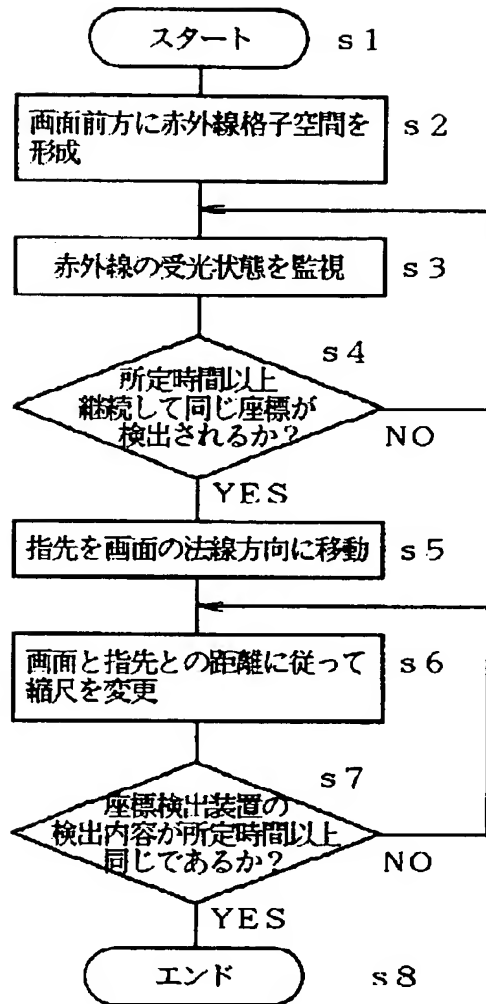 スタート s1
画面前方に赤外線格子空間を s2
形成
赤外線の受光状態を監視 s3
s4
所定時間以上
継続して同じ座標が
検出されるか？
NO
YES
指先を画面の法線方向に移動 s5
画面と指先との距離に従って s6
縮尺を変更
s7
座標検出装置の
検出内容が所定時間以上
同じであるか？
NO
YES
エンド s8